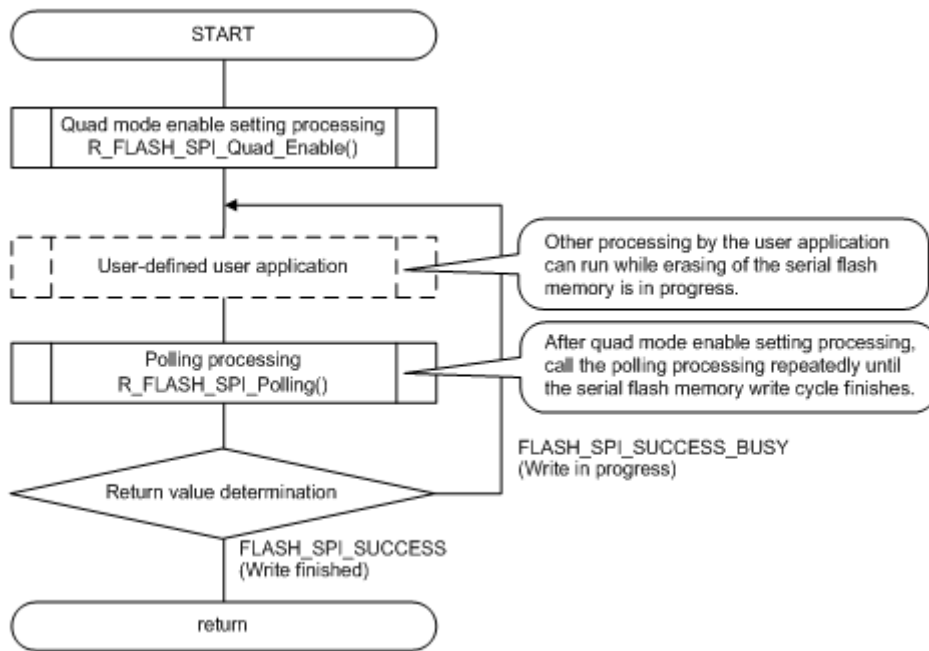 START
Quad mode enable setting processing
R_FLASH_SPI_Quad_Enable()
User-defined user application
Other processing by the user application
can run while erasing of the serial flash
memory is in progress.
Polling processing
R_FLASH_SPI_Polling()
After quad mode enable setting processing,
call the polling processing repeatedly until
the serial flash memory write cycle finishes.
FLASH_SPI_SUCCESS_BUSY
(Write in progress)
Return value determination
FLASH_SPI_SUCCESS
(Write finished)
return